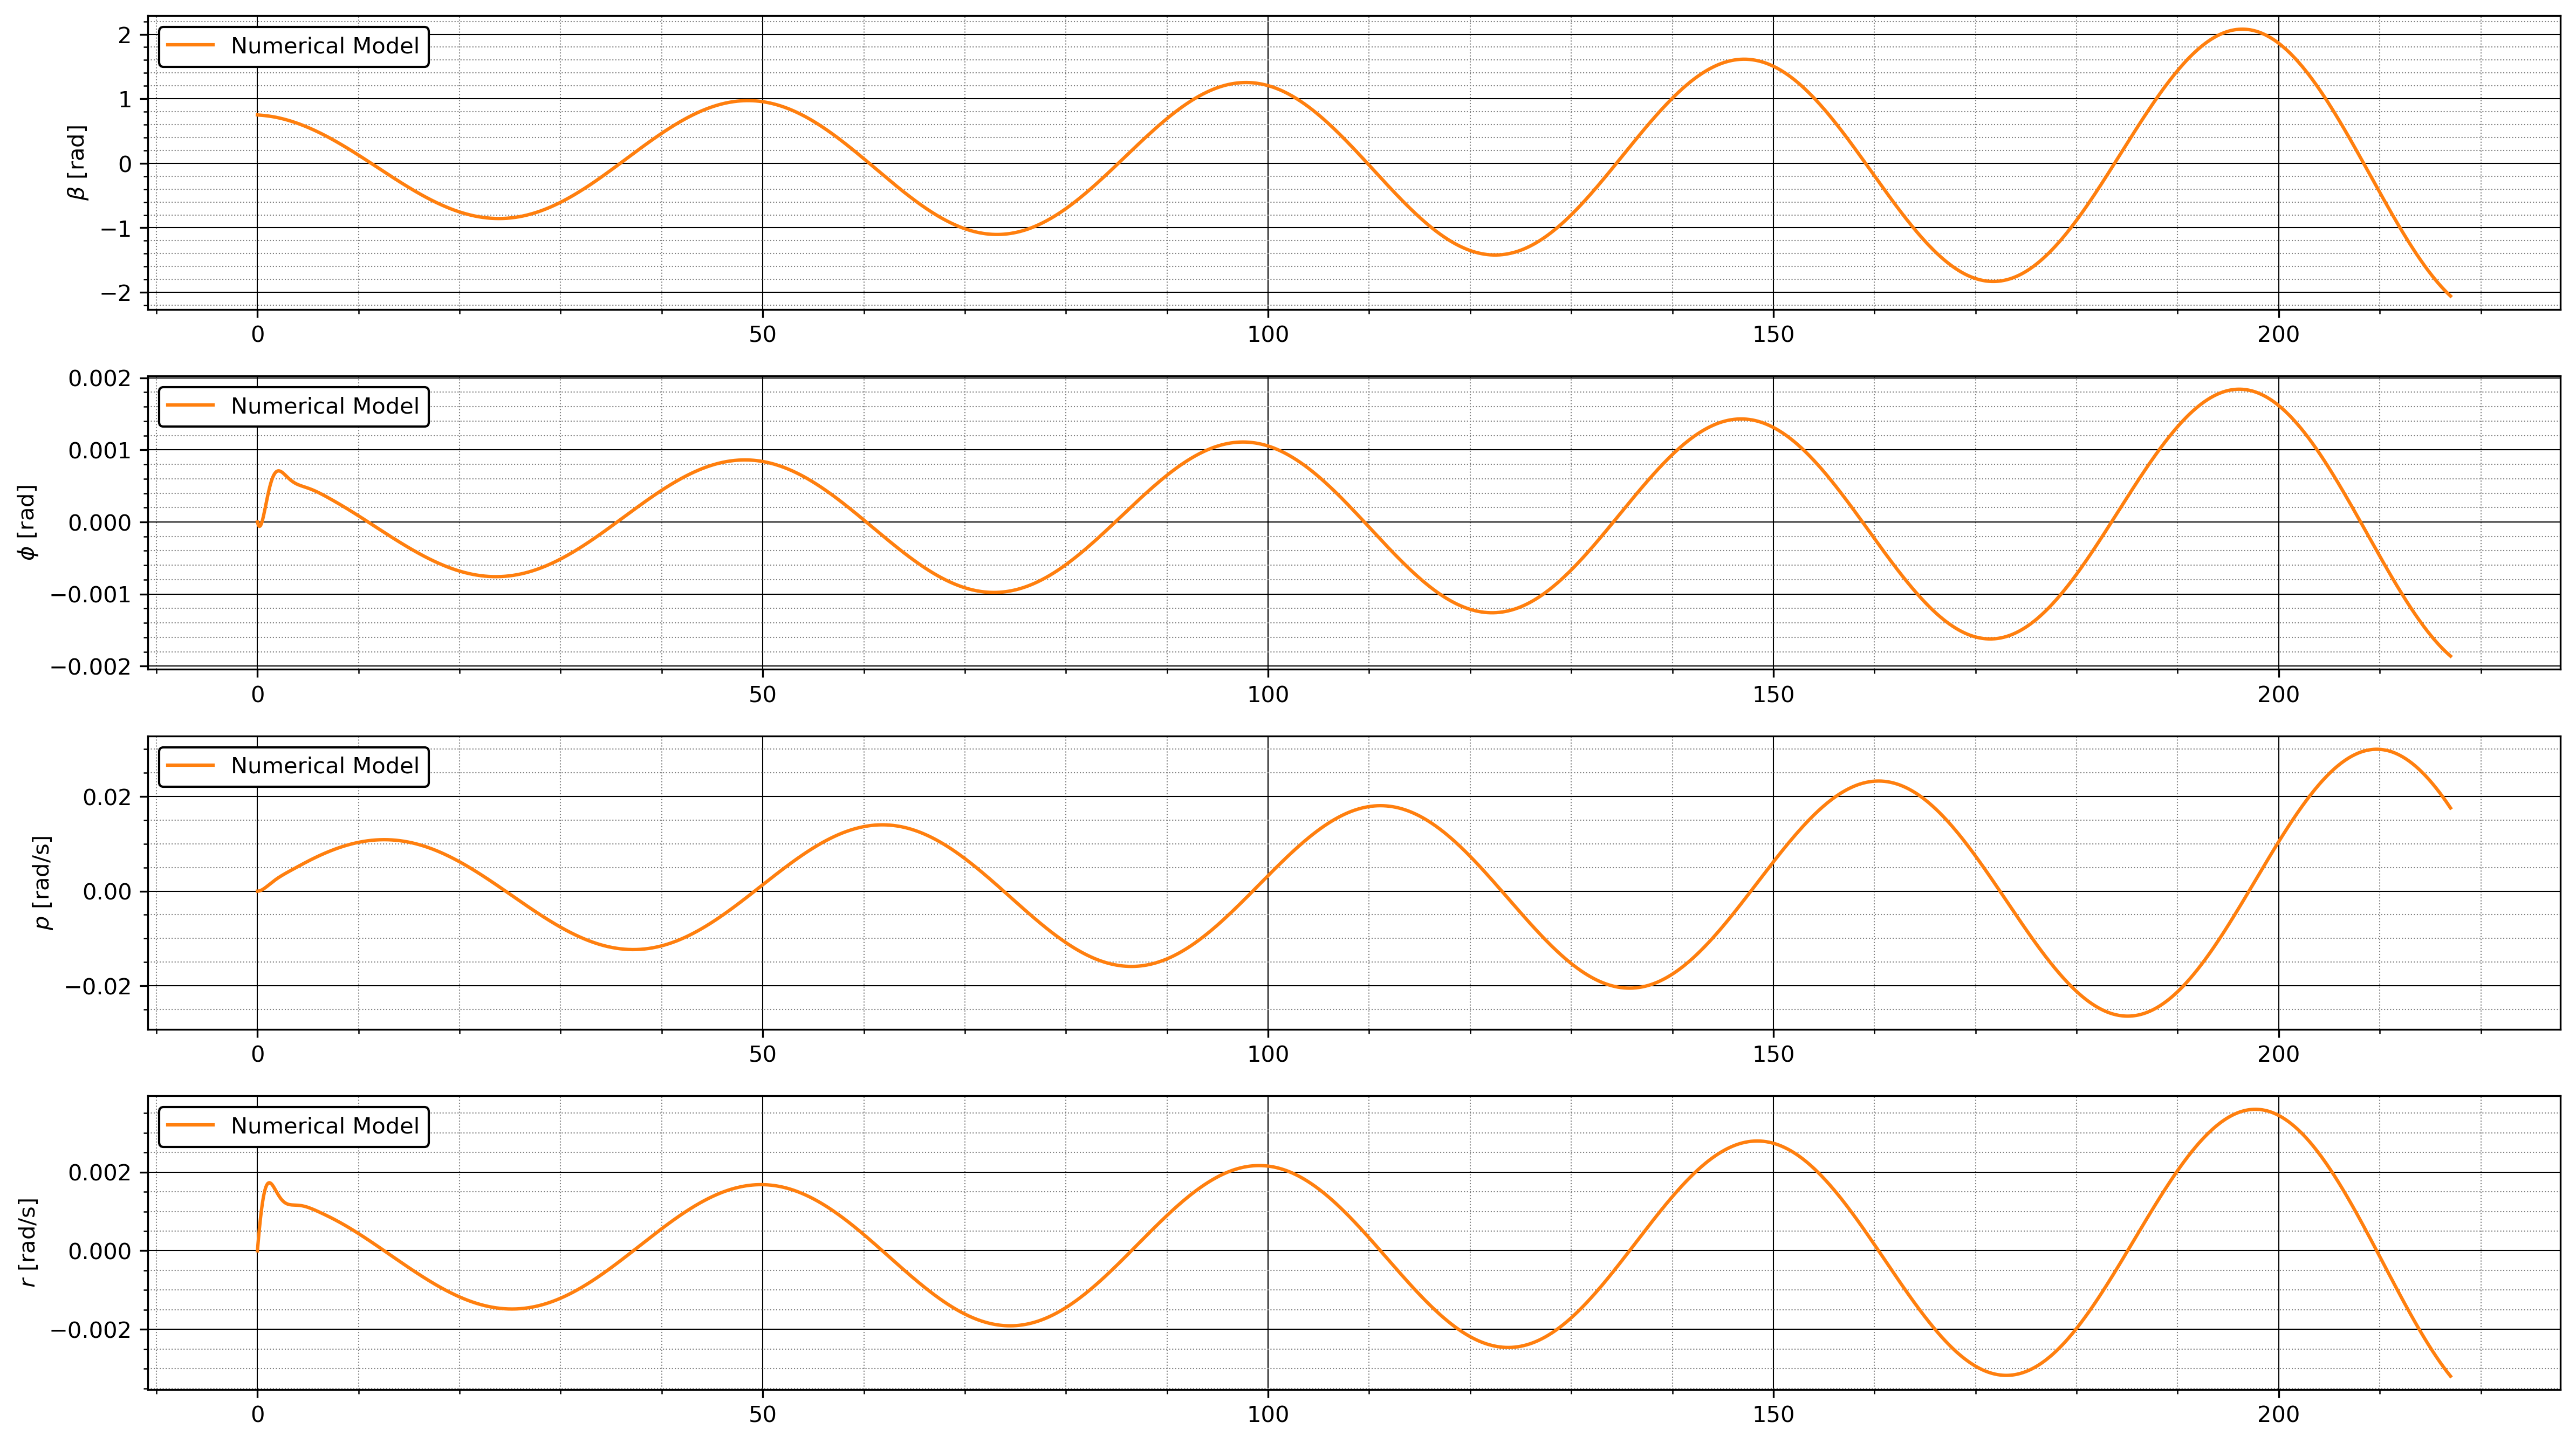 Numerical Model
β [rad]
2
1
0
−1
−2
0 50 100 150 200
Numerical Model
ϕ [rad]
0.002
0.001
0.000
−0.001
−0.002
0 50 100 150 200
Numerical Model
p [rad/s]
0.02
0.00
−0.02
0 50 100 150 200
Numerical Model
r [rad/s]
0.002
0.000
−0.002
0 50 100 150 200